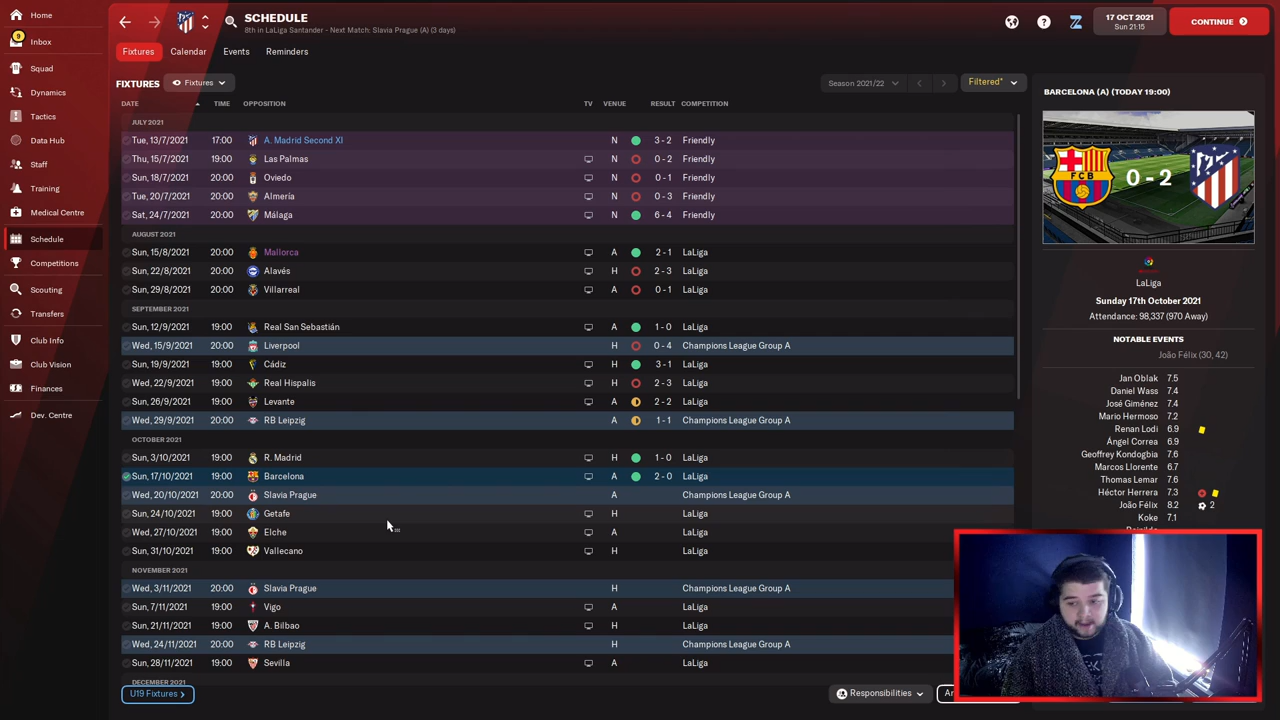 Home
9
Inbox
Squad
Dynamics
Tactics
Data Hub
Staff
Training
Medical Centre
Schedule
Competitions
Scouting
Transfers
Club Info
Club Vision
Finances
Dev. Centre
SCHEDULE
8th in LaLiga Santander - Next Match: Slavia Prague (A) (3 days)
17 OCT 2021
Sun 21:15
CONTINUE
Fixtures Calendar Events Reminders
FIXTURES Fixtures Season 2021/22 Filtered*
DATE TIME OPPOSITION TV VENUE RESULT COMPETITION
JULY 2021
Tue, 13/7/2021 17:00 A. Madrid Second XI N 3 - 2 Friendly
Thu, 15/7/2021 19:00 Las Palmas N 0 - 2 Friendly
Sun, 18/7/2021 20:00 Oviedo N 0 - 1 Friendly
Tue, 20/7/2021 20:00 Almería N 0 - 3 Friendly
Sat, 24/7/2021 20:00 Málaga N 6 - 4 Friendly
AUGUST 2021
Sun, 15/8/2021 20:00 Mallorca A 2 - 1 LaLiga
Sun, 22/8/2021 20:00 Alavés H 2 - 3 LaLiga
Sun, 29/8/2021 20:00 Villarreal A 0 - 1 LaLiga
SEPTEMBER 2021
Sun, 12/9/2021 19:00 Real San Sebastián A 1 - 0 LaLiga
Wed, 15/9/2021 20:00 Liverpool H 0 - 4 Champions League Group A
Sun, 19/9/2021 19:00 Cádiz H 3 - 1 LaLiga
Wed, 22/9/2021 19:00 Real Hispalis H 2 - 3 LaLiga
Sun, 26/9/2021 19:00 Levante A 2 - 2 LaLiga
Wed, 29/9/2021 20:00 RB Leipzig A 1 - 1 Champions League Group A
OCTOBER 2021
Sun, 3/10/2021 19:00 R. Madrid H 1 - 0 LaLiga
Sun, 17/10/2021 19:00 Barcelona A 2 - 0 LaLiga
Wed, 20/10/2021 20:00 Slavia Prague A Champions League Group A
Sun, 24/10/2021 19:00 Getafe H LaLiga
Wed, 27/10/2021 19:00 Elche A LaLiga
Sun, 31/10/2021 19:00 Vallecano H LaLiga
NOVEMBER 2021
Wed, 3/11/2021 20:00 Slavia Prague H Champions League Group A
Sun, 7/11/2021 19:00 Vigo A LaLiga
Sun, 21/11/2021 19:00 A. Bilbao H LaLiga
Wed, 24/11/2021 20:00 RB Leipzig H Champions League Group A
Sun, 28/11/2021 19:00 Sevilla A LaLiga
DECEMBER 2021
U19 Fixtures >
Responsibilities
BARCELONA (A) (TODAY 19:00)
FCB
0 - 2
LaLiga
Sunday 17th October 2021
Attendance: 98,337 (970 Away)
NOTABLE EVENTS
João Félix (30, 42)
Jan Oblak 7.5
Daniel Wass 7.4
José Giménez 7.4
Mario Hermoso 7.2
Renan Lodi 6.9
Ángel Correa 6.9
Geoffrey Kondogbia 7.6
Marcos Llorente 6.7
Thomas Lemar 7.6
Héctor Herrera 7.3
João Félix 8.2 2
Koke 7.1